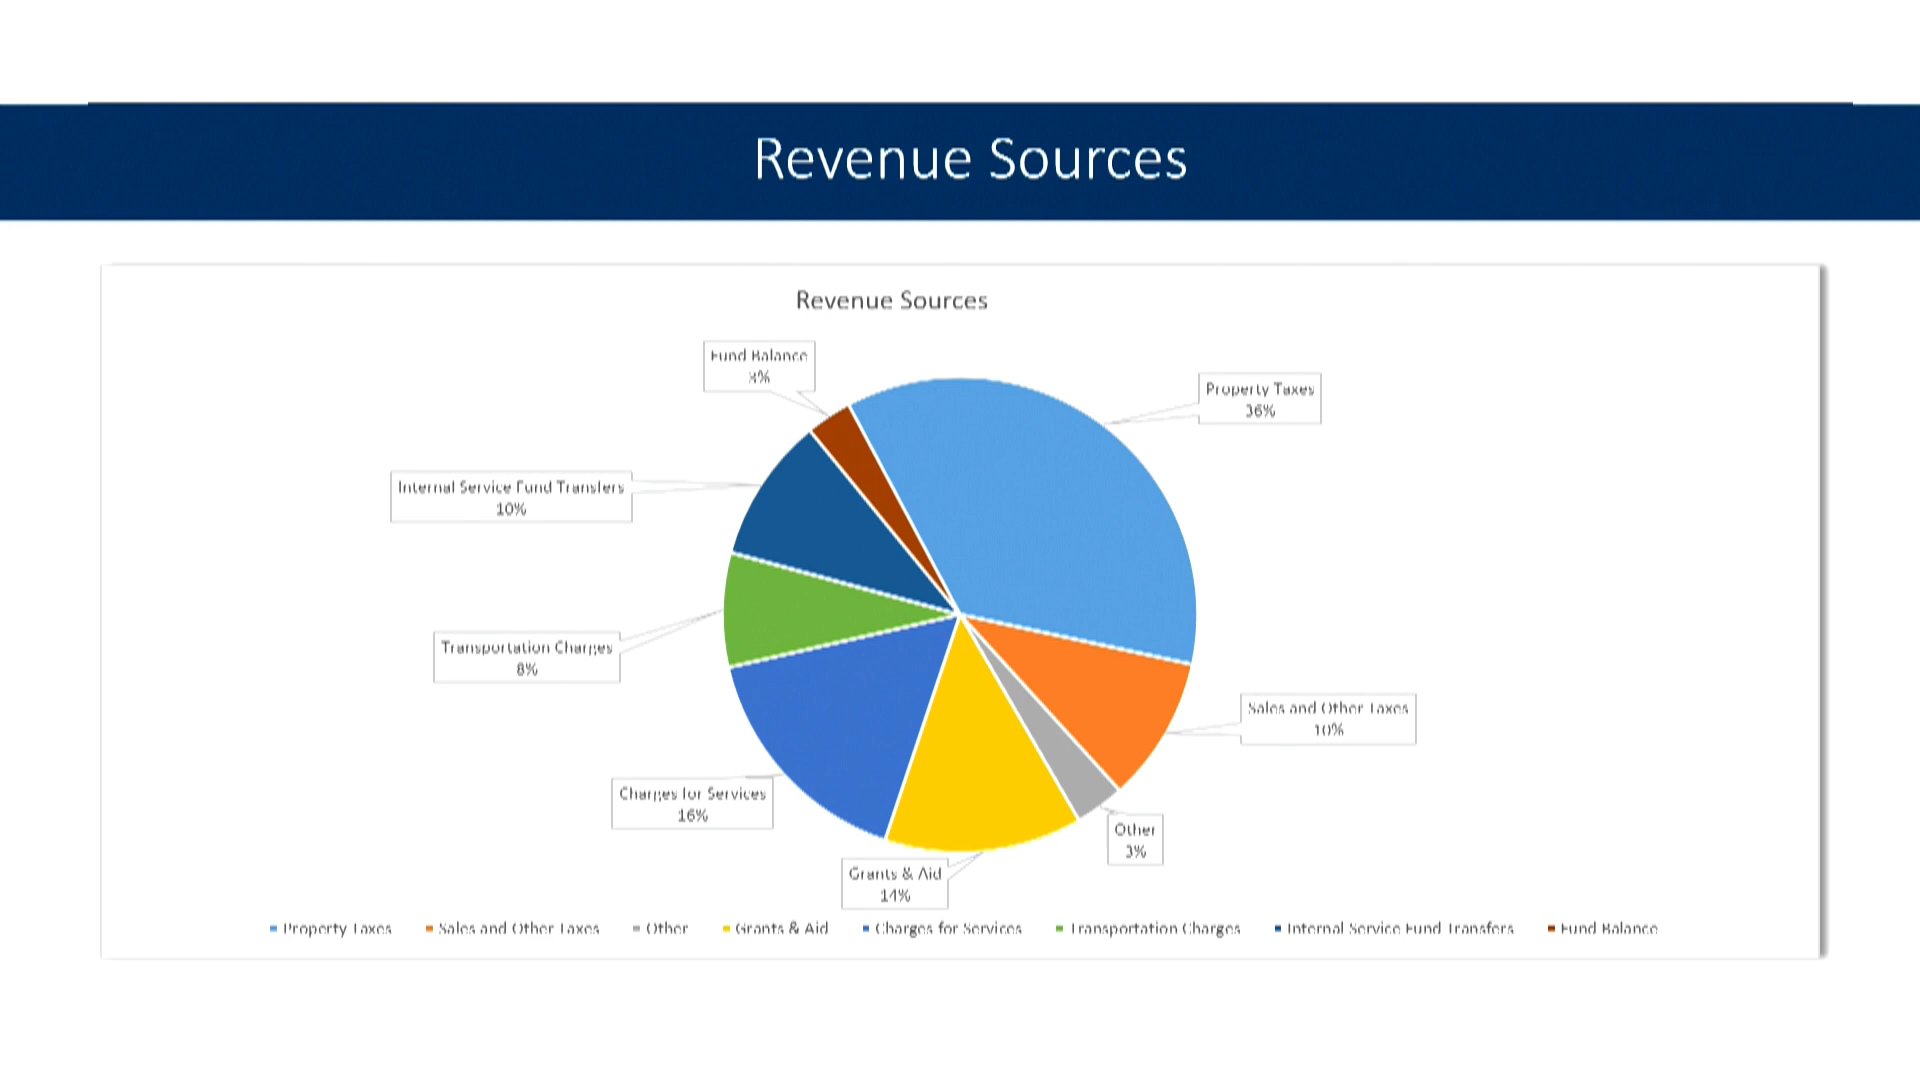 Revenue Sources
Revenue Sources
Fund Balance
3%
Property Taxes
36%
Internal Service Fund Transfers
10%
Transportation Charges
8%
Sales and Other Taxes
10%
Charges for Services
16%
Other
3%
Grants & Aid
14%
Property Taxes Sales and Other Taxes Other Grants & Aid Charges for Services Transportation Charges Internal Service Fund Transfers Fund Balance